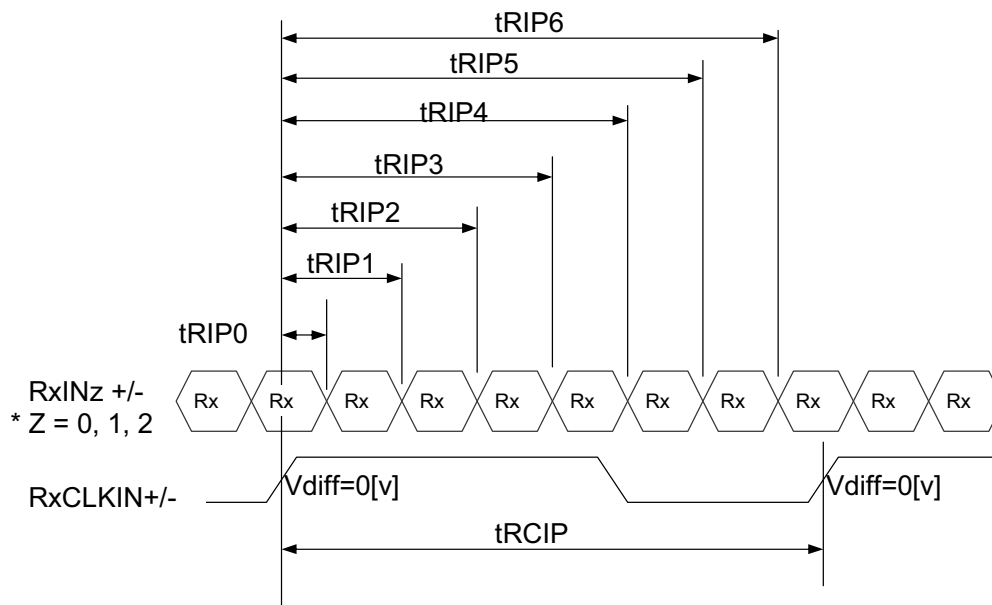 tRIP6
tRIP5
tRIP4
tRIP3
tRIP2
tRIP1
tRIP0
RxINz +/-
* Z = 0, 1, 2
Rx Rx Rx Rx Rx Rx Rx Rx Rx Rx Rx
RxCLKIN+/-
Vdiff=0[v] Vdiff=0[v]
tRCIP